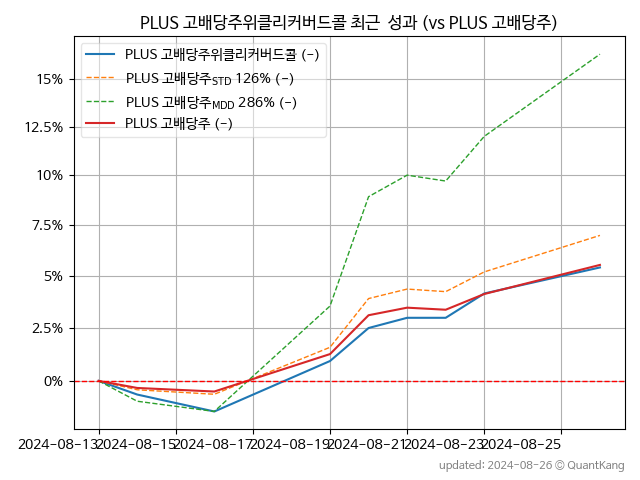 PLUS 고배당주위클리커버드콜 최근  성과 (vs PLUS 고배당주)
PLUS 고배당주위클리커버드콜 (-)
PLUS 고배당주STD 126% (-)
PLUS 고배당주MDD 286% (-)
PLUS 고배당주 (-)
15%
12.5%
10%
7.5%
5%
2.5%
0%
2024-08-13
2024-08-15
2024-08-17
2024-08-19
2024-08-21
2024-08-23
2024-08-25
updated: 2024-08-26 © QuantKang